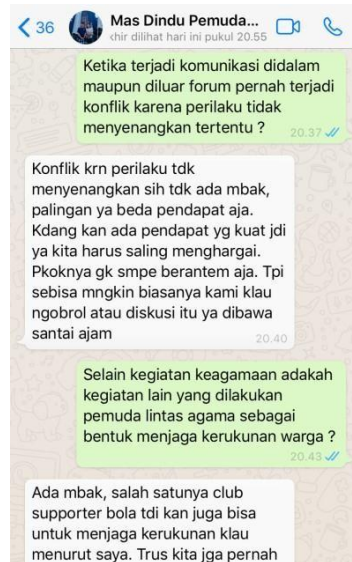 36
Mas Dindu Pemuda...
khir dilihat hari ini pukul 20.55
Ketika terjadi komunikasi didalam
maupun diluar forum pernah terjadi
konflik karena perilaku tidak
menyenangkan tertentu ?
20.37
Konflik krn perilaku tdk
menyenangkan sih tdk ada mbak,
palingan ya beda pendapat aja.
Kdang kan ada pendapat yg kuat jdi
ya kita harus saling menghargai.
Pkoknya gk smpe berantem aja. Tpi
sebisa mngkin biasanya kami klau
ngobrol atau diskusi itu ya dibawa
santai ajam
20.40
Selain kegiatan keagamaan adakah
kegiatan lain yang dilakukan
pemuda lintas agama sebagai
bentuk menjaga kerukunan warga ?
20.43
Ada mbak, salah satunya club
supporter bola tdi kan juga bisa
untuk menjaga kerukunan klau
menurut saya. Trus kita jga pernah